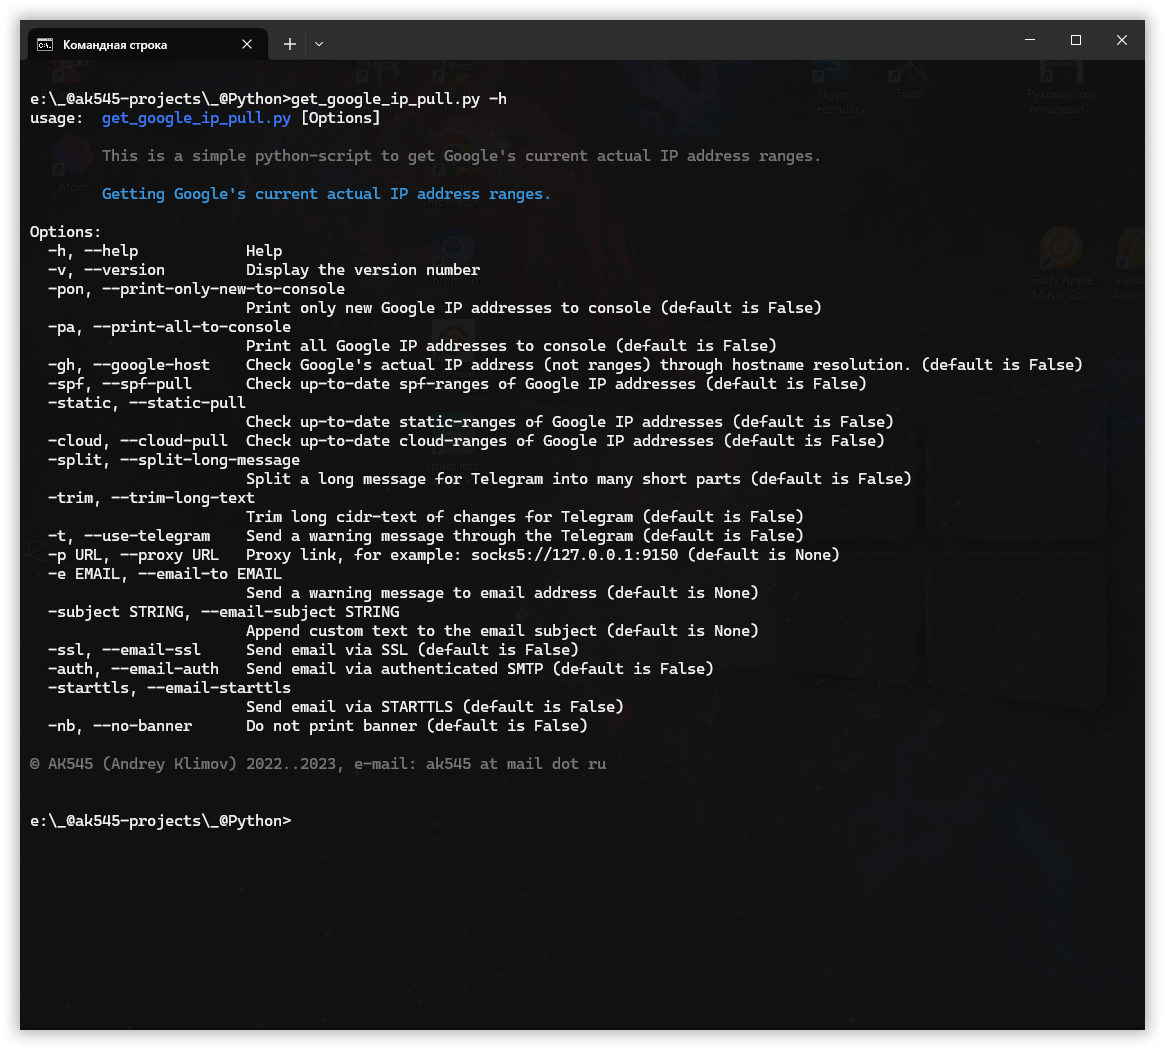 Командная строка
e:\_@ak545-projects\_@Python>get_google_ip_pull.py -h
usage:  get_google_ip_pull.py [Options]
This is a simple python-script to get Google's current actual IP address ranges.
Getting Google's current actual IP address ranges.
Options:
-h, --help            Help
-v, --version         Display the version number
-pon, --print-only-new-to-console
Print only new Google IP addresses to console (default is False)
-pa, --print-all-to-console
Print all Google IP addresses to console (default is False)
-gh, --google-host    Check Google's actual IP address (not ranges) through hostname resolution. (default is False)
-spf, --spf-pull      Check up-to-date spf-ranges of Google IP addresses (default is False)
-static, --static-pull
Check up-to-date static-ranges of Google IP addresses (default is False)
-cloud, --cloud-pull  Check up-to-date cloud-ranges of Google IP addresses (default is False)
-split, --split-long-message
Split a long message for Telegram into many short parts (default is False)
-trim, --trim-long-text
Trim long cidr-text of changes for Telegram (default is False)
-t, --use-telegram    Send a warning message through the Telegram (default is False)
-p URL, --proxy URL   Proxy link, for example: socks5://127.0.0.1:9150 (default is None)
-e EMAIL, --email-to EMAIL
Send a warning message to email address (default is None)
-subject STRING, --email-subject STRING
Append custom text to the email subject (default is None)
-ssl, --email-ssl     Send email via SSL (default is False)
-auth, --email-auth   Send email via authenticated SMTP (default is False)
-starttls, --email-starttls
Send email via STARTTLS (default is False)
-nb, --no-banner      Do not print banner (default is False)
© AK545 (Andrey Klimov) 2022..2023, e-mail: ak545 at mail dot ru
e:\_@ak545-projects\_@Python>